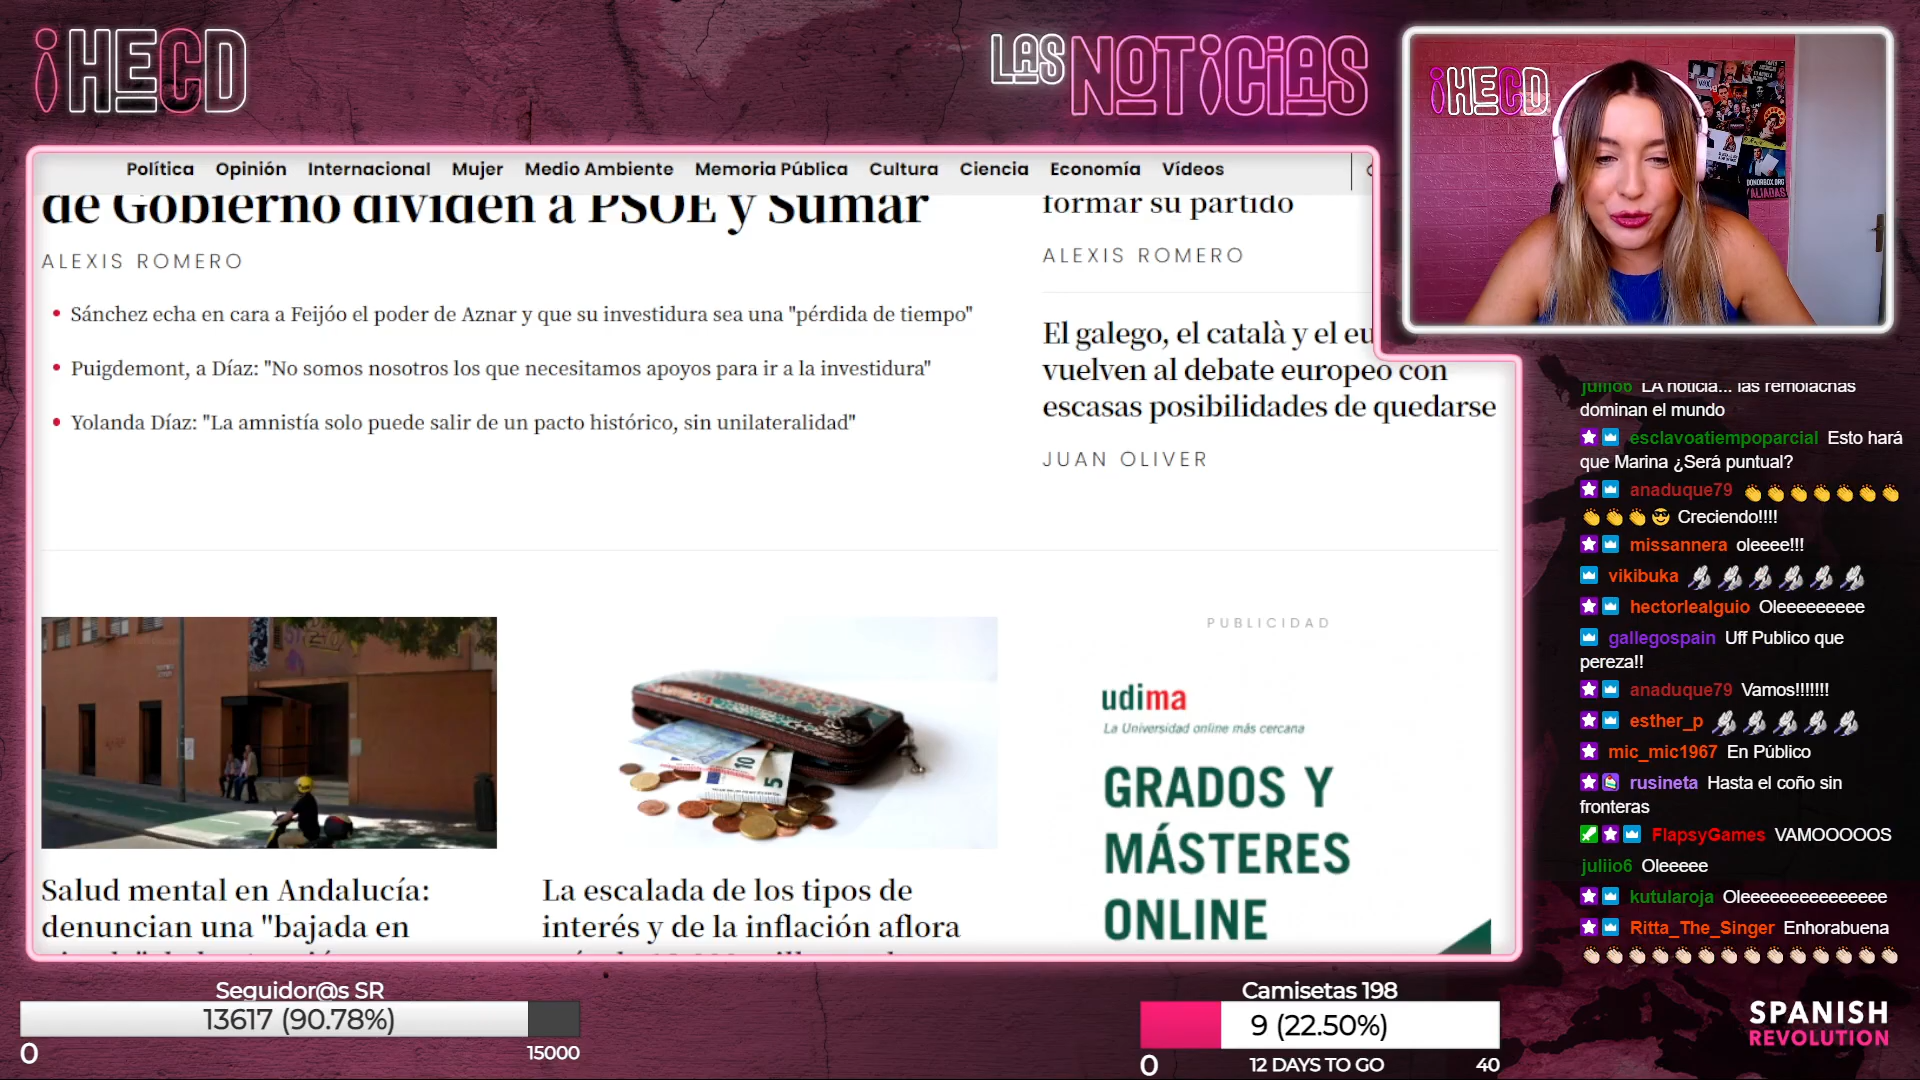 ¡HECD
LAS NOTICIAS
¡HECD
Política Opinión Internacional Mujer Medio Ambiente Memoria Pública Cultura Ciencia Economía Vídeos
de Gobierno dividen a PSOE y Sumar
ALEXIS ROMERO
• Sánchez echa en cara a Feijóo el poder de Aznar y que su investidura sea una "pérdida de tiempo"
• Puigdemont, a Díaz: "No somos nosotros los que necesitamos apoyos para ir a la investidura"
• Yolanda Díaz: "La amnistía solo puede salir de un pacto histórico, sin unilateralidad"
formar su partido
ALEXIS ROMERO
El galego, el català y el eu
vuelven al debate europeo con
escasas posibilidades de quedarse
JUAN OLIVER
Salud mental en Andalucía:
denuncian una "bajada en
La escalada de los tipos de
interés y de la inflación aflora
PUBLICIDAD
udima
La Universidad online más cercana
GRADOS Y
MÁSTERES
ONLINE
juliio6 LA noticia... las remolachas
dominan el mundo
esclavoatiempoparcial Esto hará
que Marina ¿Será puntual?
anaduque79 👏👏👏👏👏👏👏
👏👏👏😎 Creciendo!!!!
missannera oleeee!!!
vikibuka
hectorlealguio Oleeeeeeeee
gallegospain Uff Publico que
pereza!!
anaduque79 Vamos!!!!!!!
esther_p
mic_mic1967 En Público
rusineta Hasta el coño sin
fronteras
FlapsyGames VAMOOOOOS
juliio6 Oleeeee
kutularoja Oleeeeeeeeeeeeeee
Ritta_The_Singer Enhorabuena
👏🏻👏🏻👏🏻👏🏻👏🏻👏🏻👏🏻👏🏻👏🏻👏🏻👏🏻👏🏻👏🏻👏🏻
Seguidor@s SR
13617 (90.78%)
0 15000
Camisetas 198
9 (22.50%)
0 12 DAYS TO GO 40
SPANISH
REVOLUTION